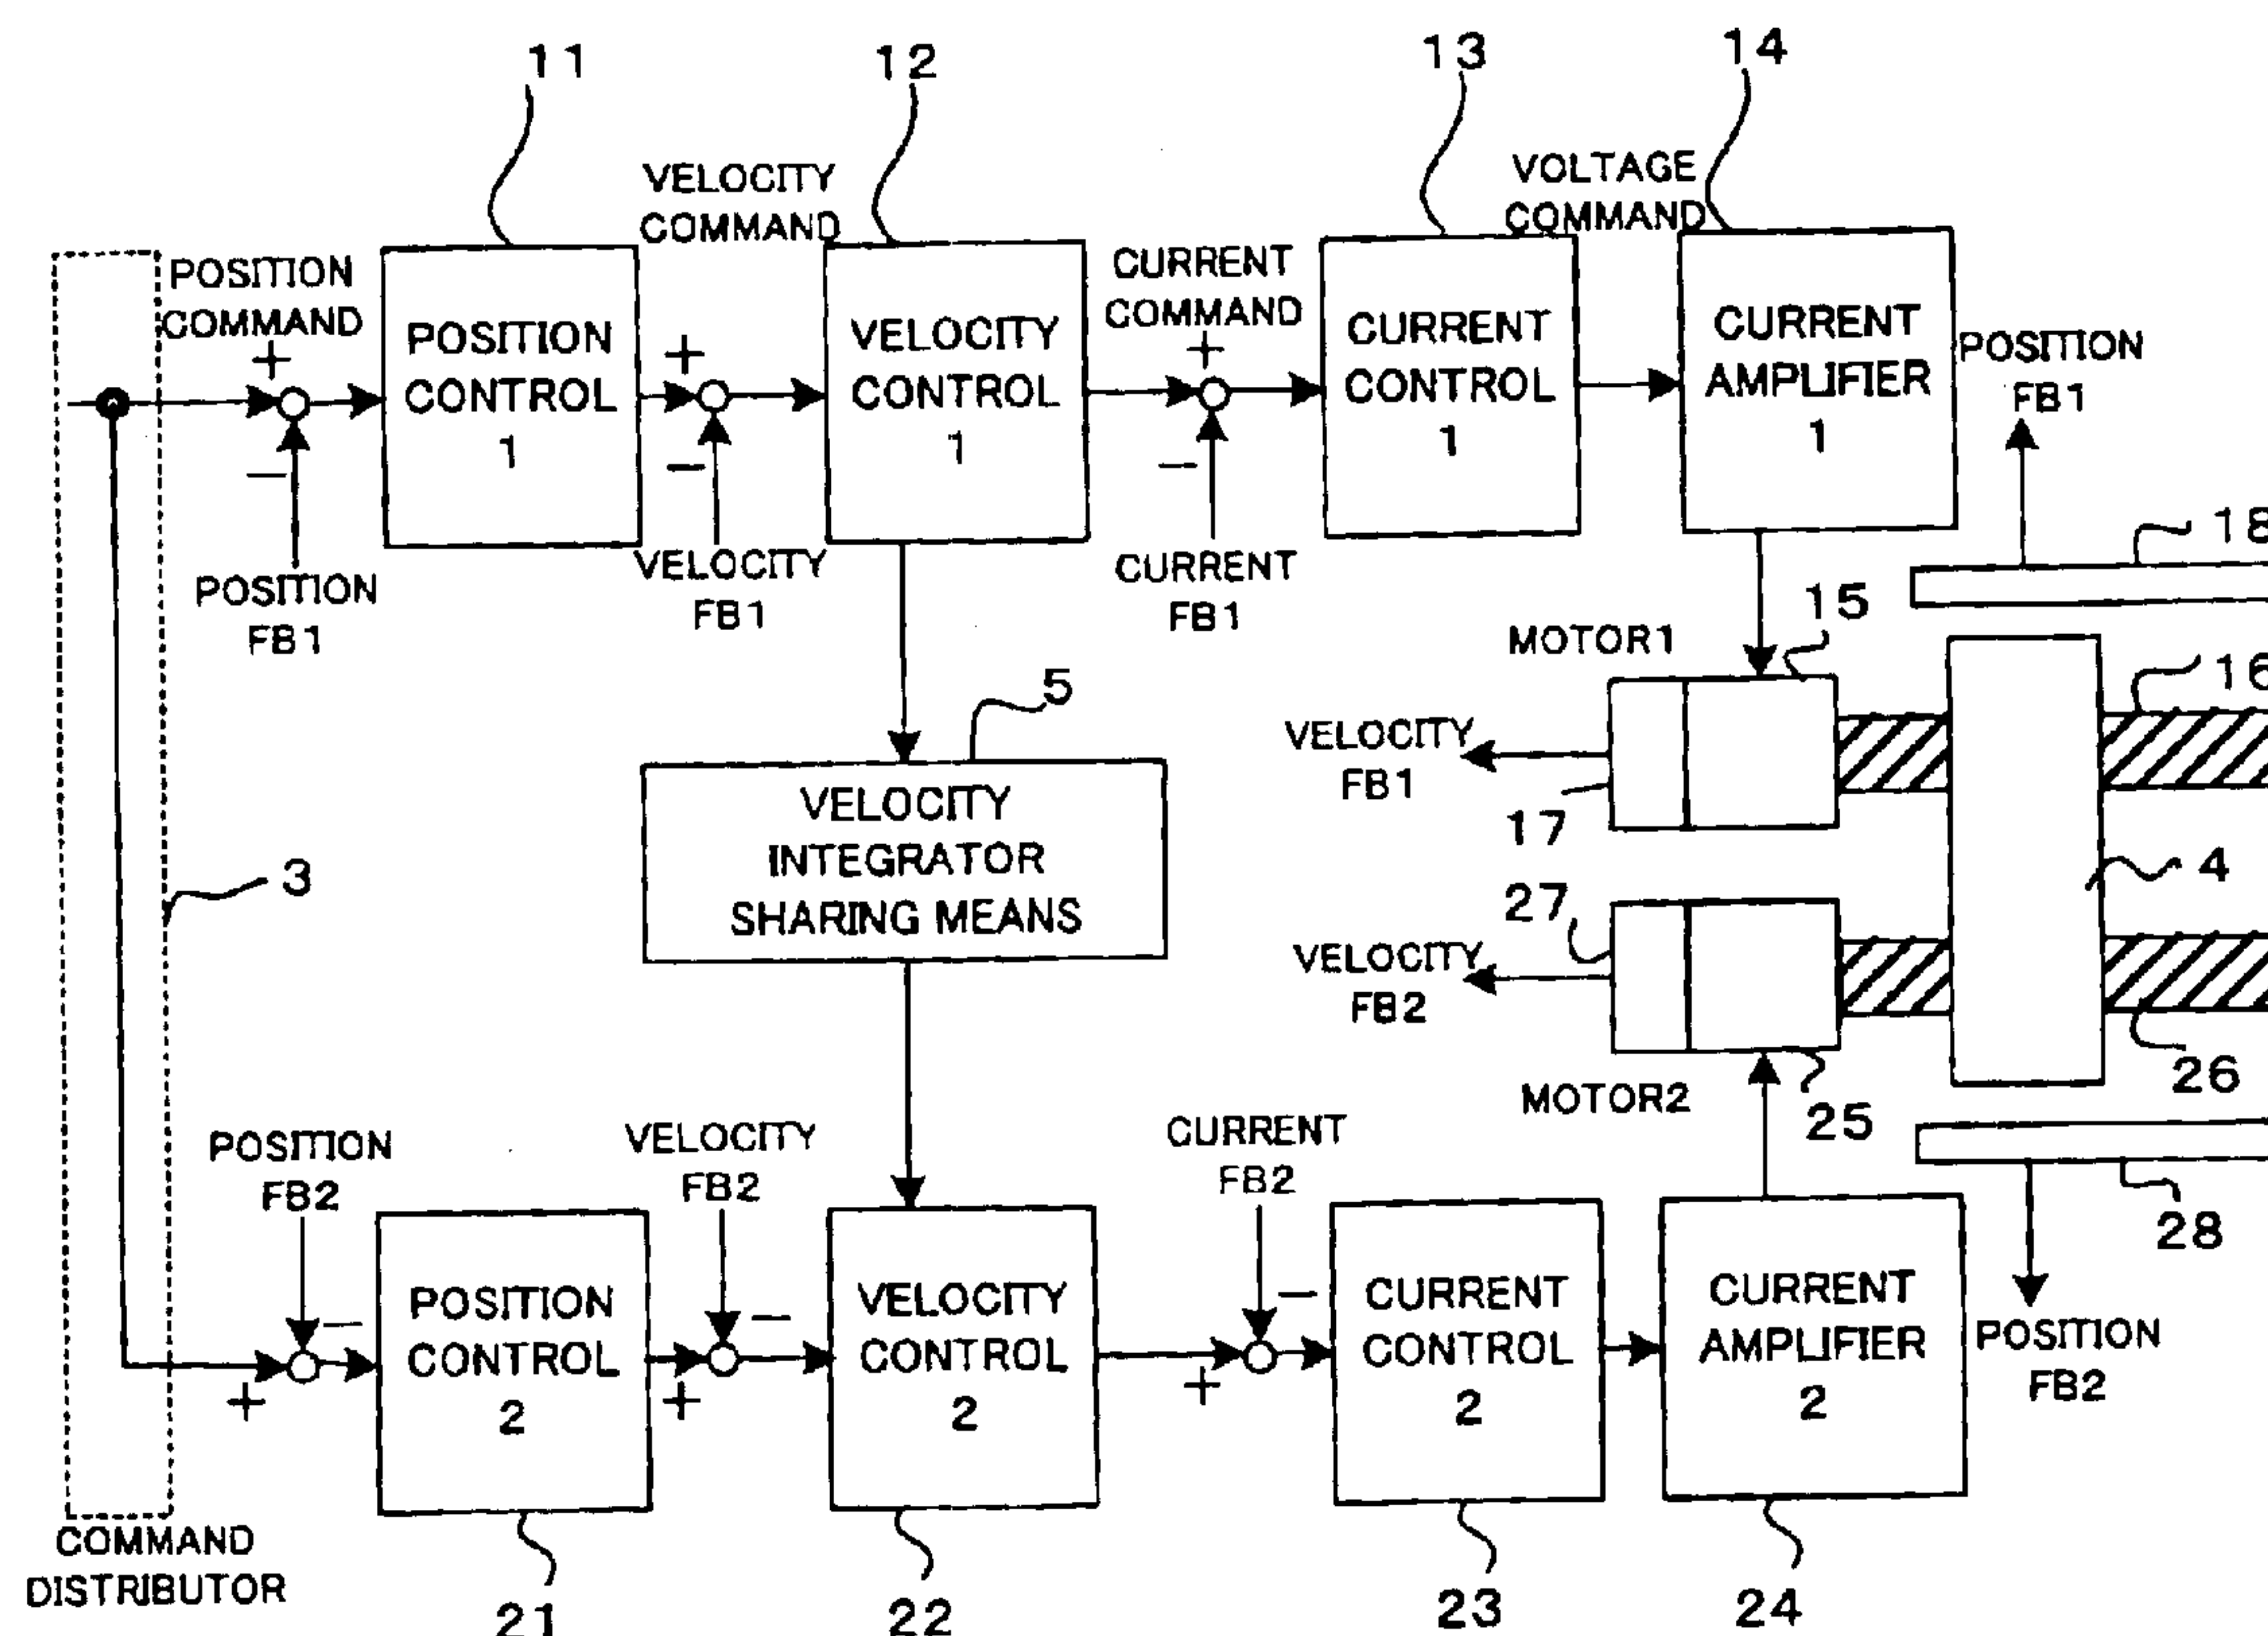 11
12
13
14
VELOCITY
COMMAND
VOLTAGE
COMMAND
POSITION
COMMAND
CURRENT
COMMAND
+
POSITION
CONTROL
1
+
VELOCITY
CONTROL
1
+
CURRENT
CONTROL
1
CURRENT
AMPLIFIER
1
POSITION
FB1
−
−
−
POSITION
FB1
VELOCITY
FB1
CURRENT
FB1
18
15
MOTOR1
16
5
VELOCITY
FB1
17
VELOCITY
INTEGRATOR
SHARING MEANS
3
4
27
VELOCITY
FB2
26
MOTOR2
25
POSITION
FB2
VELOCITY
FB2
CURRENT
FB2
28
−
−
−
POSITION
CONTROL
2
VELOCITY
CONTROL
2
CURRENT
CONTROL
2
CURRENT
AMPLIFIER
2
POSITION
FB2
+
+
+
COMMAND
DISTRIBUTOR
21
22
23
24